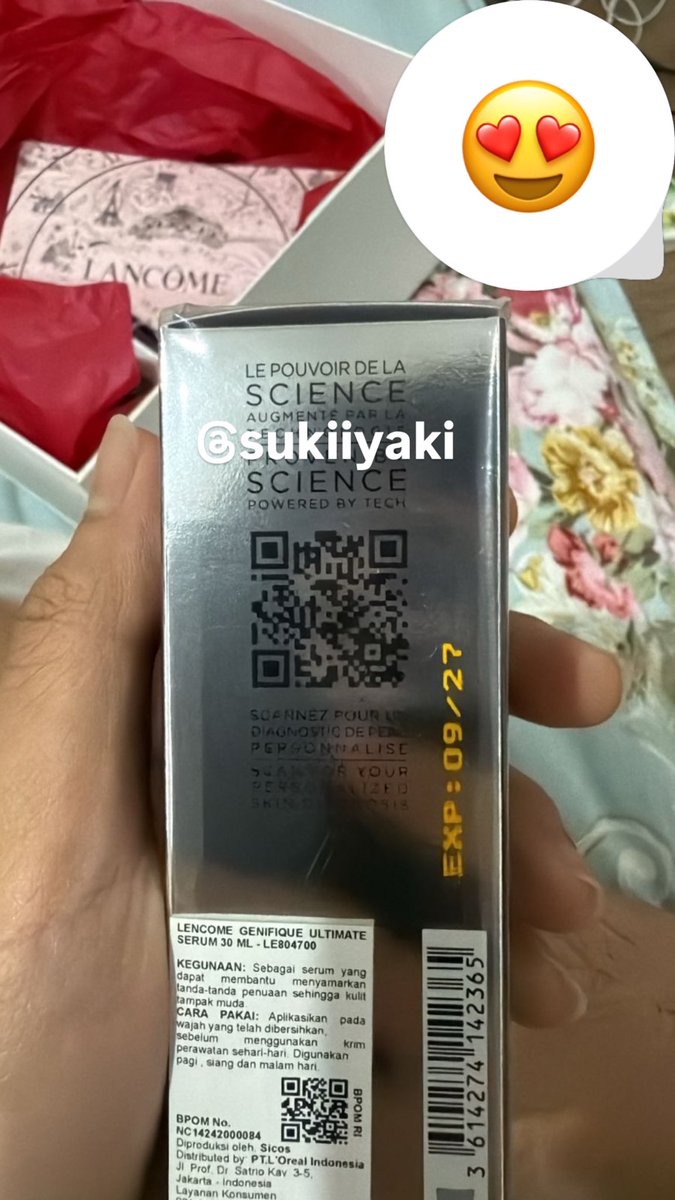 LANCÔME
LE POUVOIR DE LA
SCIENCE
AUGMENTÉ PAR LA
@sukiiyaki
SCIENCE
POWERED BY TECH
SCANNEZ POUR
DIAGNOSTIC DE PEAU
PERSONNALISÉ
SCAN FOR YOUR
PERSONALIZED
EXP: 09/27
LENCOME GENIFIQUE ULTIMATE
SERUM 30 ML - LE804700
KEGUNAAN: Sebagai serum yang
dapat membantu menyamarkan
tanda-tanda penuaan sehingga kulit
tampak muda.
CARA PAKAI: Aplikasikan pada
wajah yang telah dibersihkan,
sebelum menggunakan krim
perawatan sehari-hari. Digunakan
pagi , siang dan malam hari.
BPOM RI
BPOM No.
NC14242000084
Diproduksi oleh: Sicos
Distributed by: PT.L'Oreal Indonesia
Jl. Prof. Dr. Satrio Kav. 3-5,
Jakarta - Indonesia
Layanan Konsumen
3 614274 142365